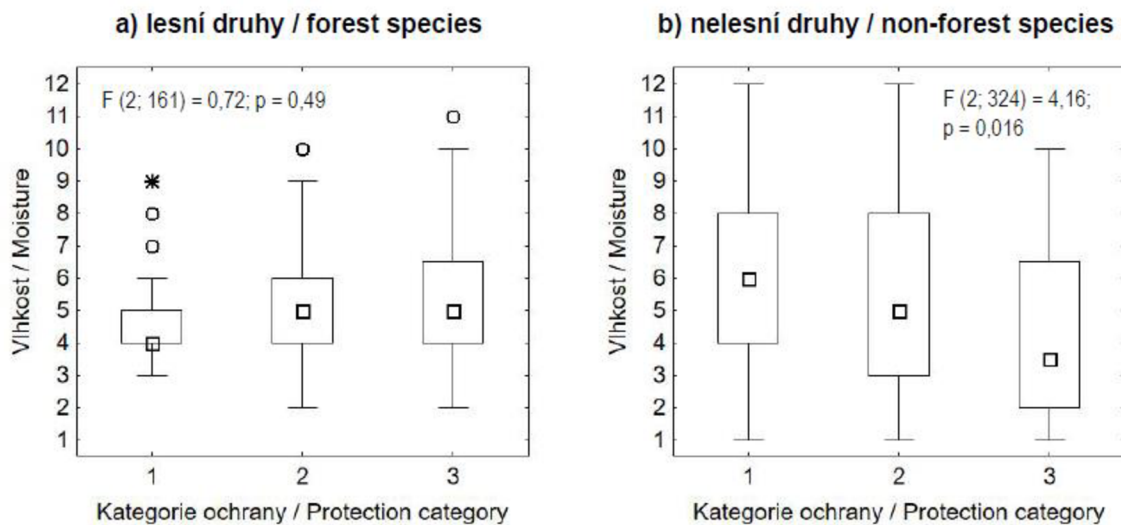 a) lesní druhy / forest species
F (2; 161) = 0,72; p = 0,49
Vlhkost / Moisture
12
11
10
9
8
7
6
5
4
3
2
1
1 2 3
Kategorie ochrany / Protection category
b) nelesní druhy / non-forest species
F (2; 324) = 4,16;
p = 0,016
Vlhkost / Moisture
12
11
10
9
8
7
6
5
4
3
2
1
1 2 3
Kategorie ochrany / Protection category